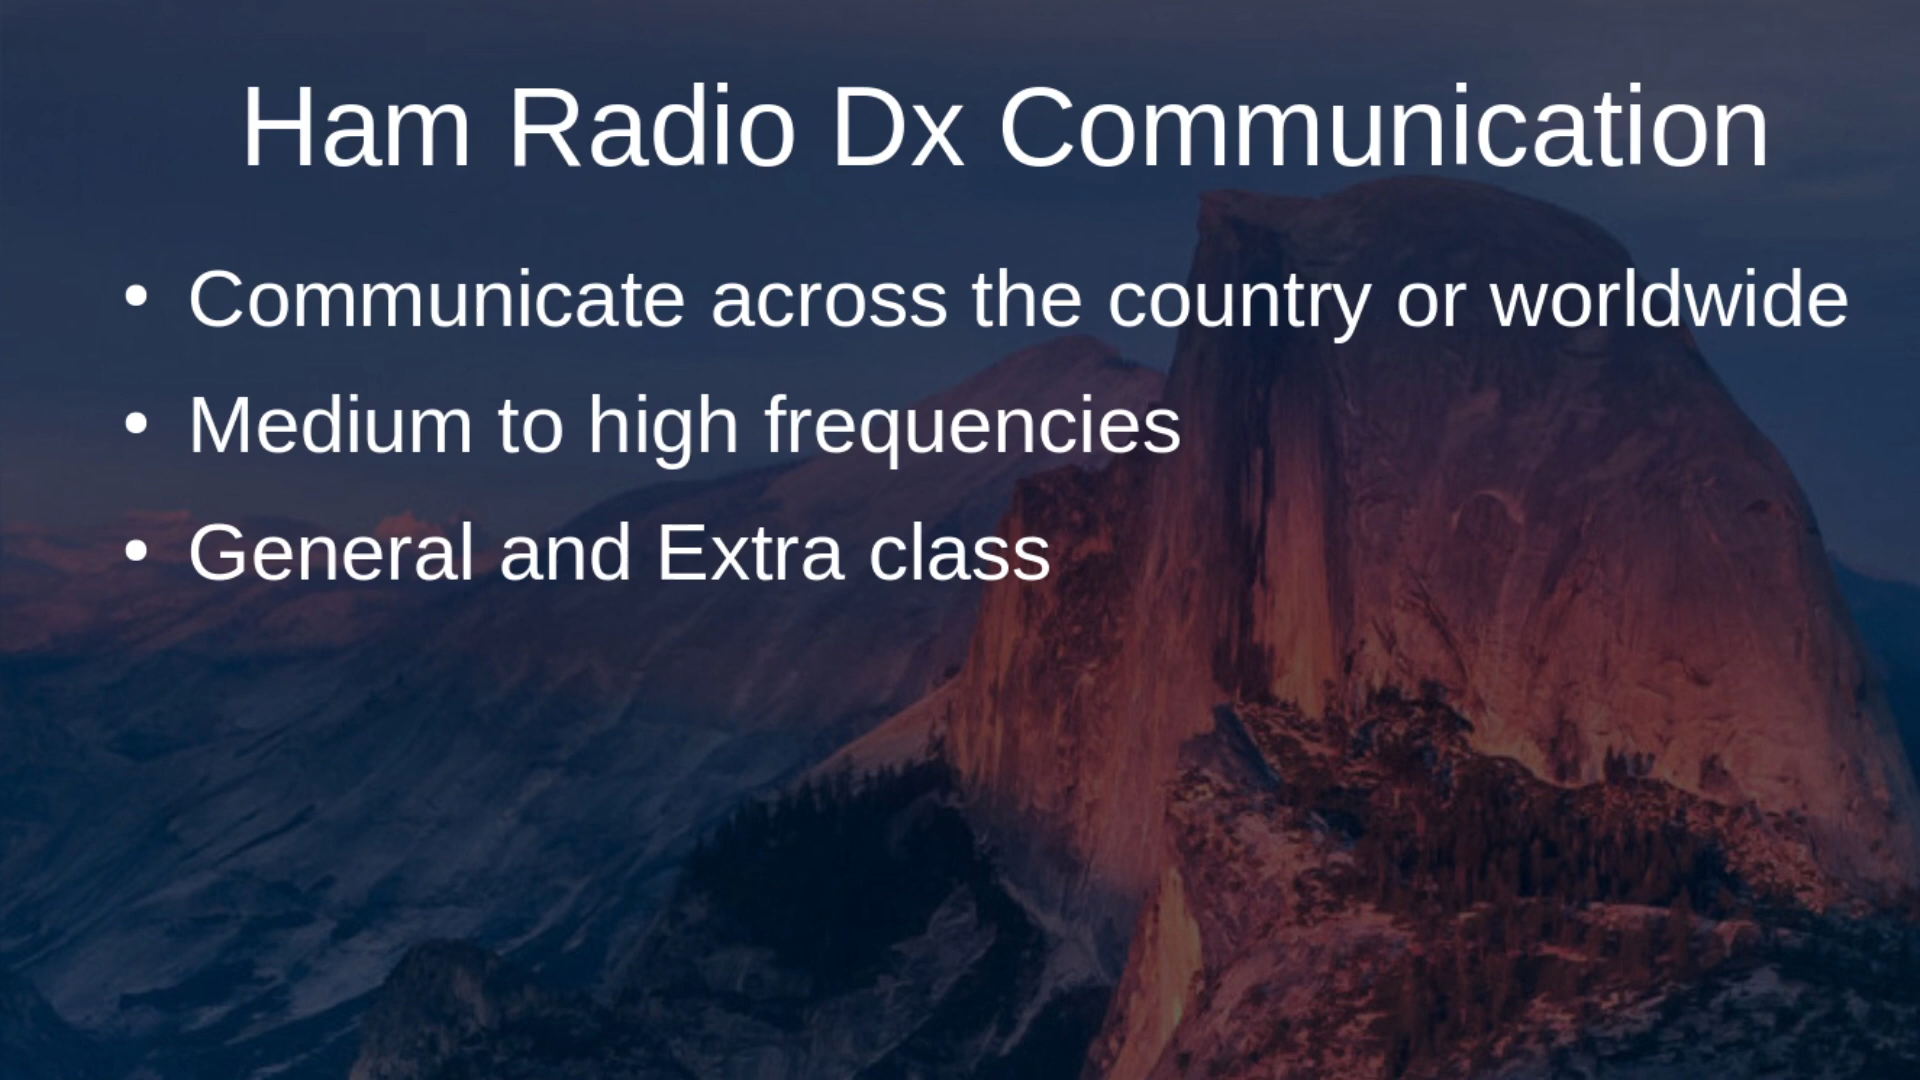 Ham Radio Dx Communication
• Communicate across the country or worldwide
• Medium to high frequencies
• General and Extra class